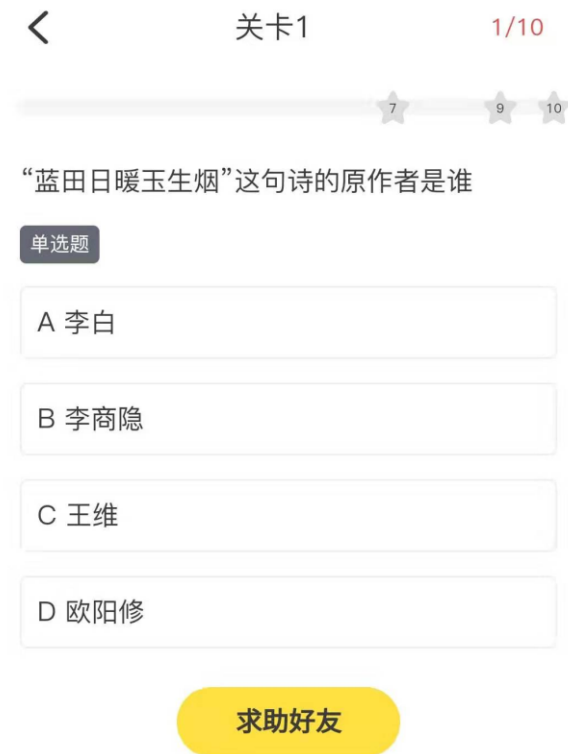 关卡1
1/10
7
9
10
“蓝田日暖玉生烟”这句诗的原作者是谁
单选题
A 李白
B 李商隐
C 王维
D 欧阳修
求助好友